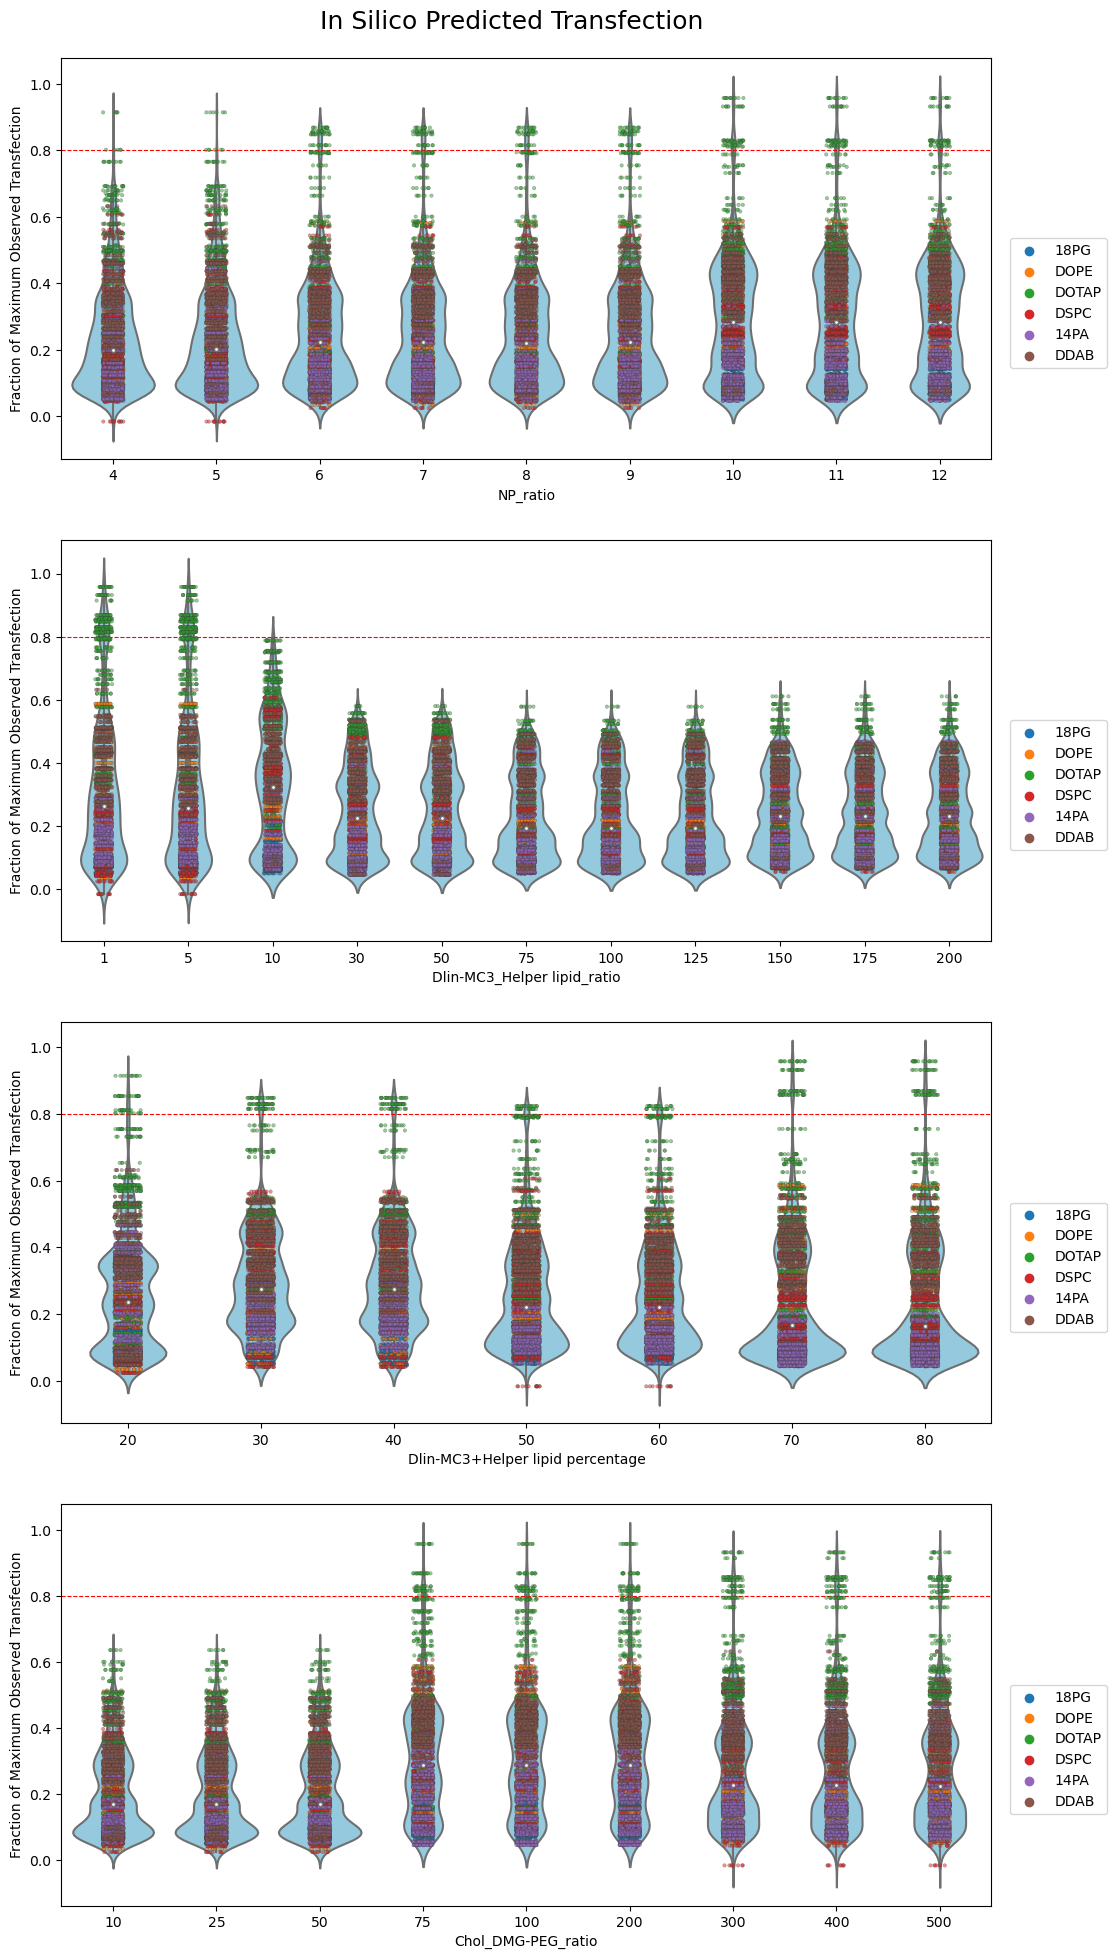 In Silico Predicted Transfection
Fraction of Maximum Observed Transfection
1.0
0.8
0.6
0.4
0.2
0.0
4 5 6 7 8 9 10 11 12
NP_ratio
18PG
DOPE
DOTAP
DSPC
14PA
DDAB
Fraction of Maximum Observed Transfection
1.0
0.8
0.6
0.4
0.2
0.0
1 5 10 30 50 75 100 125 150 175 200
Dlin-MC3_Helper lipid_ratio
18PG
DOPE
DOTAP
DSPC
14PA
DDAB
Fraction of Maximum Observed Transfection
1.0
0.8
0.6
0.4
0.2
0.0
20 30 40 50 60 70 80
Dlin-MC3+Helper lipid percentage
18PG
DOPE
DOTAP
DSPC
14PA
DDAB
Fraction of Maximum Observed Transfection
1.0
0.8
0.6
0.4
0.2
0.0
10 25 50 75 100 200 300 400 500
Chol_DMG-PEG_ratio
18PG
DOPE
DOTAP
DSPC
14PA
DDAB